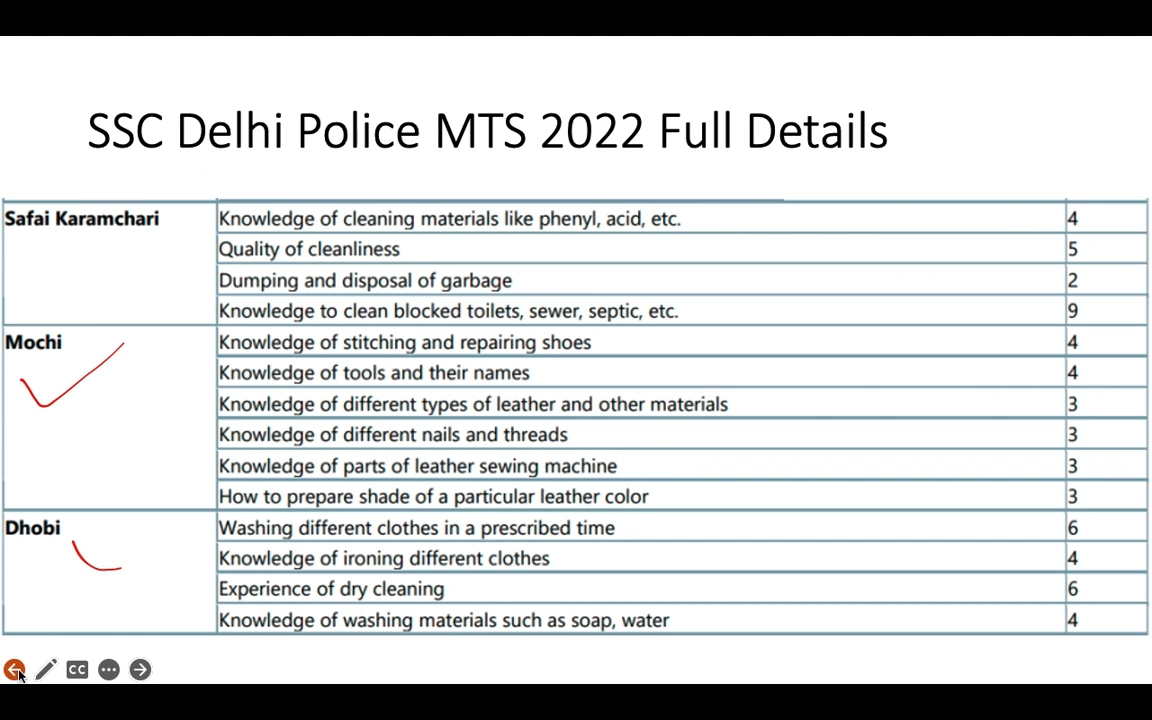 SSC Delhi Police MTS 2022 Full Details
Safai Karamchari Knowledge of cleaning materials like phenyl, acid, etc. 4
Quality of cleanliness 5
Dumping and disposal of garbage 2
Knowledge to clean blocked toilets, sewer, septic, etc. 9
Mochi Knowledge of stitching and repairing shoes 4
Knowledge of tools and their names 4
Knowledge of different types of leather and other materials 3
Knowledge of different nails and threads 3
Knowledge of parts of leather sewing machine 3
How to prepare shade of a particular leather color 3
Dhobi Washing different clothes in a prescribed time 6
Knowledge of ironing different clothes 4
Experience of dry cleaning 6
Knowledge of washing materials such as soap, water 4
CC